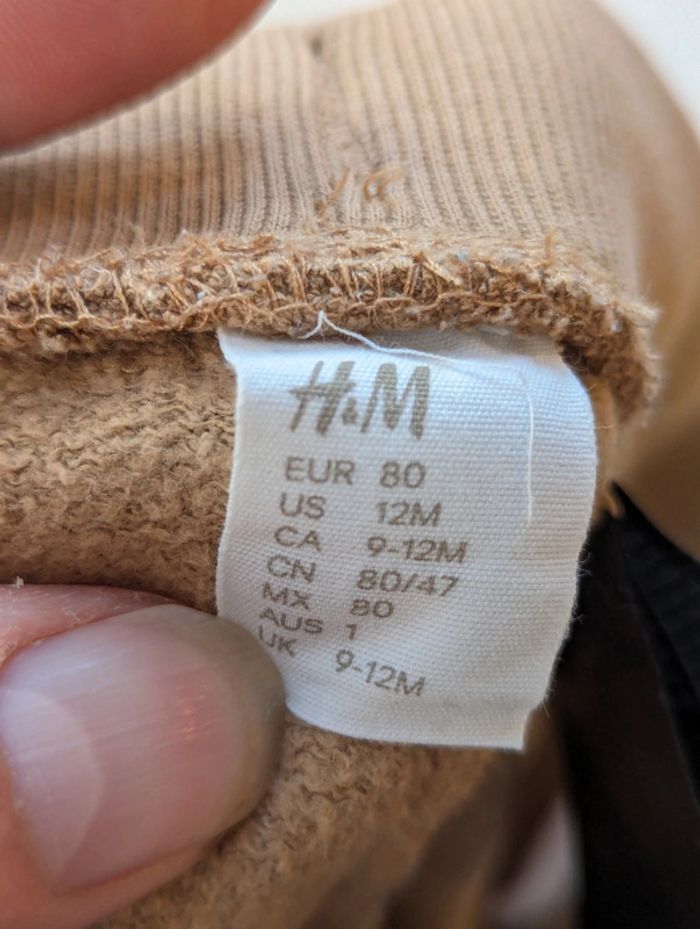 H&M
EUR 80
US 12M
CA 9-12M
CN 80/47
MX 80
AUS 1
UK 9-12M